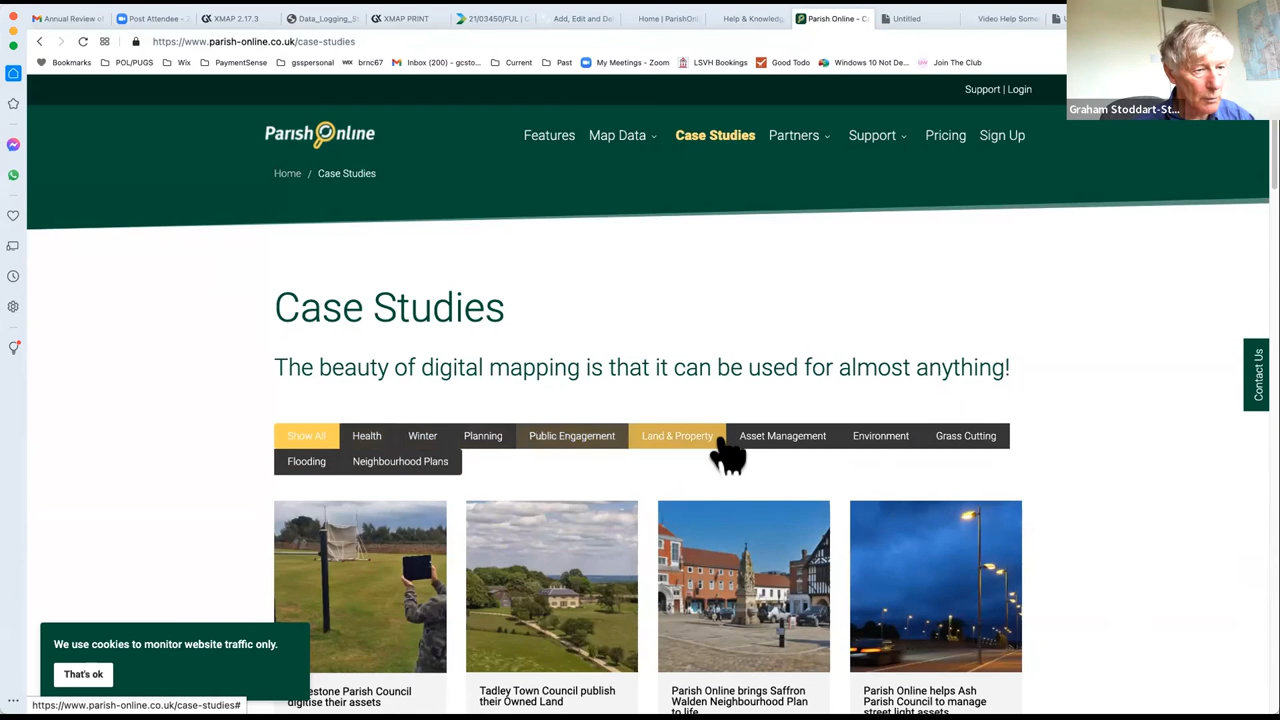 Annual Review of
Post Attendee - Z
XMAP 2.17.3
Data_Logging_S
XMAP PRINT
21/03450/FUL | C
Add, Edit and De
Home | ParishOn
Help & Knowledg
Parish Online - C
Untitled
Video Help Some
https://www.parish-online.co.uk/case-studies
Bookmarks
POL/PUGS
Wix
PaymentSense
gsspersonal
WIX brnc67
Inbox (200) – gcsto...
Current
Past
My Meetings - Zoom
LSVH Bookings
Good Todo
Windows 10 Not De...
Join The Club
Graham Stoddart-St...
Support | Login
Parish Online
Features
Map Data
Case Studies
Partners
Support
Pricing
Sign Up
Home / Case Studies
Case Studies
The beauty of digital mapping is that it can be used for almost anything!
Contact Us
Show All
Health
Winter
Planning
Public Engagement
Land & Property
Asset Management
Environment
Grass Cutting
Flooding
Neighbourhood Plans
We use cookies to monitor website traffic only.
That's ok
estone Parish Council
digitise their assets
Tadley Town Council publish
their Owned Land
Parish Online brings Saffron
Walden Neighbourhood Plan
to life
Parish Online helps Ash
Parish Council to manage
street light assets
https://www.parish-online.co.uk/case-studies#